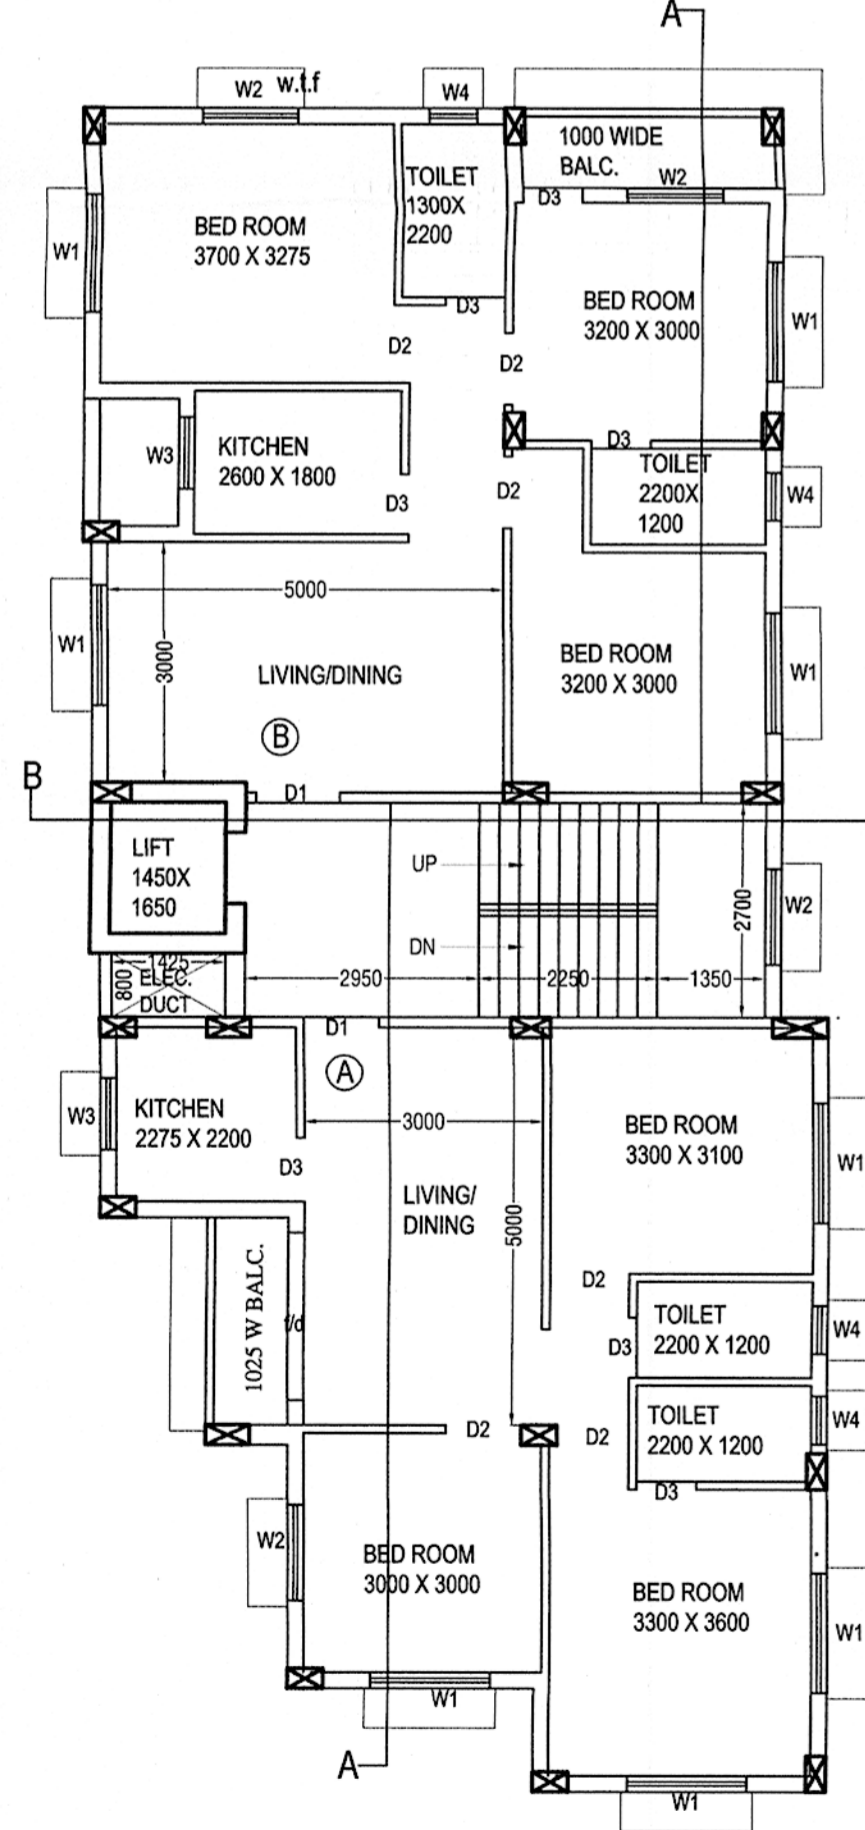 A
W2 w.t.f
W4
1000 WIDE
BALC.
W2
TOILET
1300X
2200
D3
BED ROOM
3700 X 3275
W1
BED ROOM
3200 X 3000
D3
W1
D2
D2
D3
KITCHEN
2600 X 1800
W3
TOILET
2200X
1200
W4
D3
D2
5000
3000
W1
LIVING/DINING
BED ROOM
3200 X 3000
W1
B
B
D1
LIFT
1450X
1650
UP
DN
2700
W2
1425
800
ELEC.
DUCT
2950
2250
1350
D1
A
KITCHEN
2275 X 2200
W3
3000
BED ROOM
3300 X 3100
W1
D3
LIVING/
DINING
5000
D2
1025 W BALC.
f/d
TOILET
2200 X 1200
D3
W4
TOILET
2200 X 1200
W4
D2
D2
D3
W2
BED ROOM
3000 X 3000
BED ROOM
3300 X 3600
W1
W1
A
W1